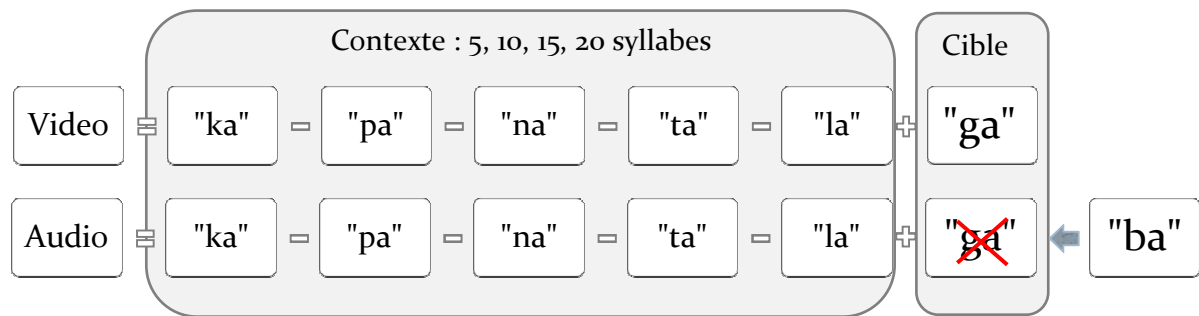 Contexte : 5, 10, 15, 20 syllabes
Cible
Video = "ka" - "pa" - "na" - "ta" - "la" + "ga"
Audio = "ka" - "pa" - "na" - "ta" - "la" + "ga" "ba"